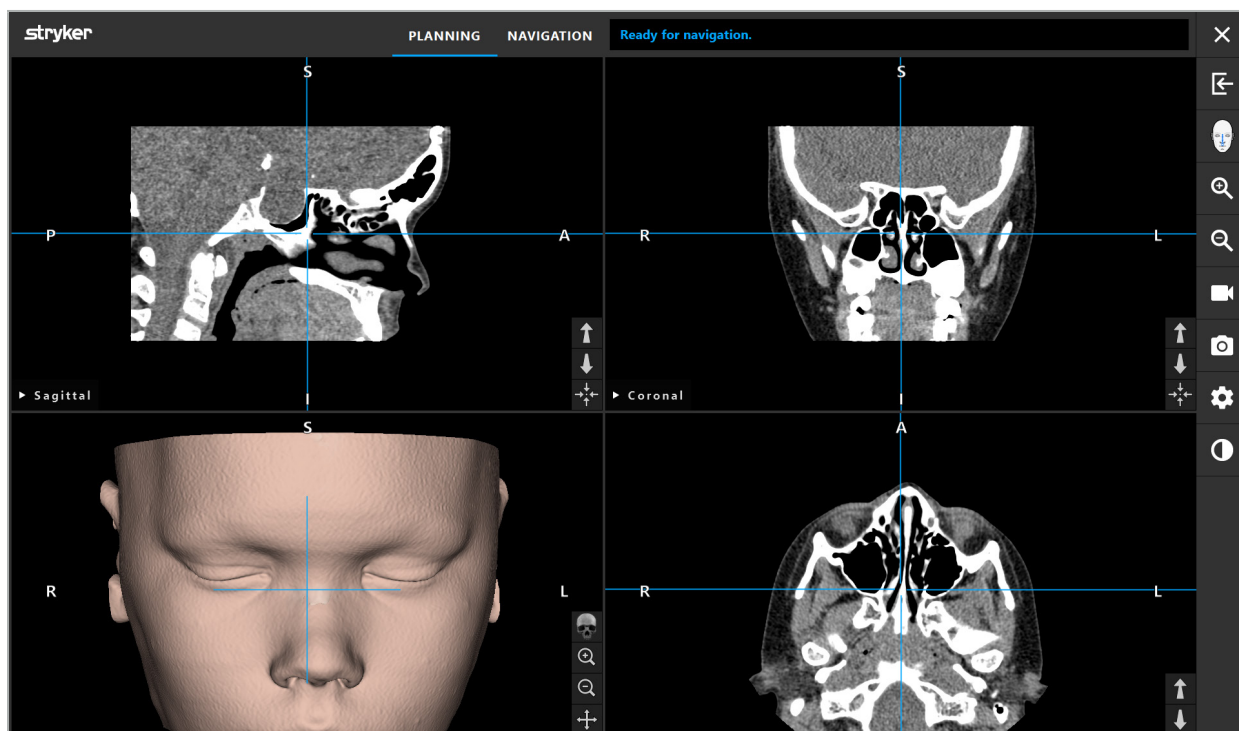 stryker
PLANNING NAVIGATION Ready for navigation.
S S
P A R L
Sagittal I Coronal I
S A
R L R L